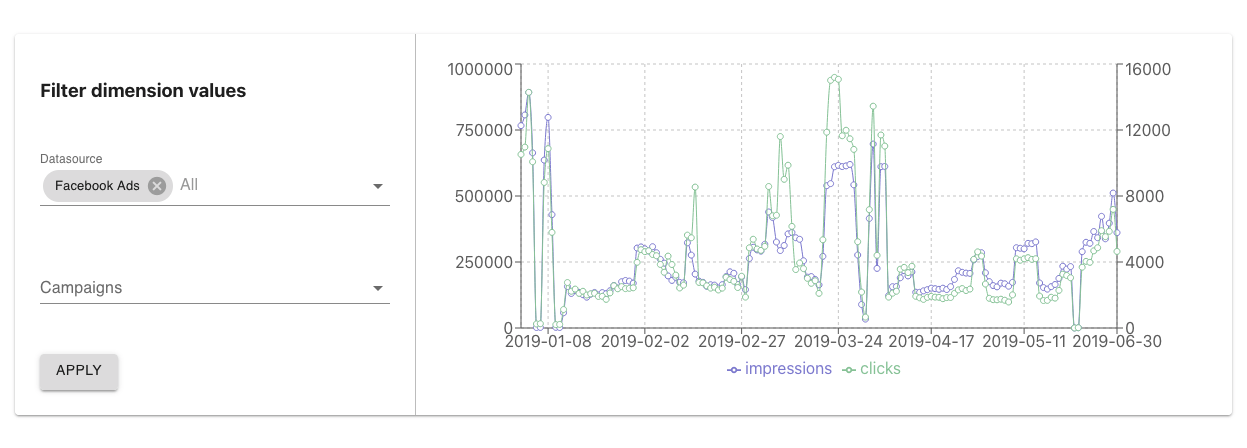 Filter dimension values
Datasource
Facebook Ads All
Campaigns
APPLY
1000000
750000
500000
250000
0
16000
12000
8000
4000
0
2019-01-08 2019-02-02 2019-02-27 2019-03-24 2019-04-17 2019-05-11 2019-06-30
impressions clicks